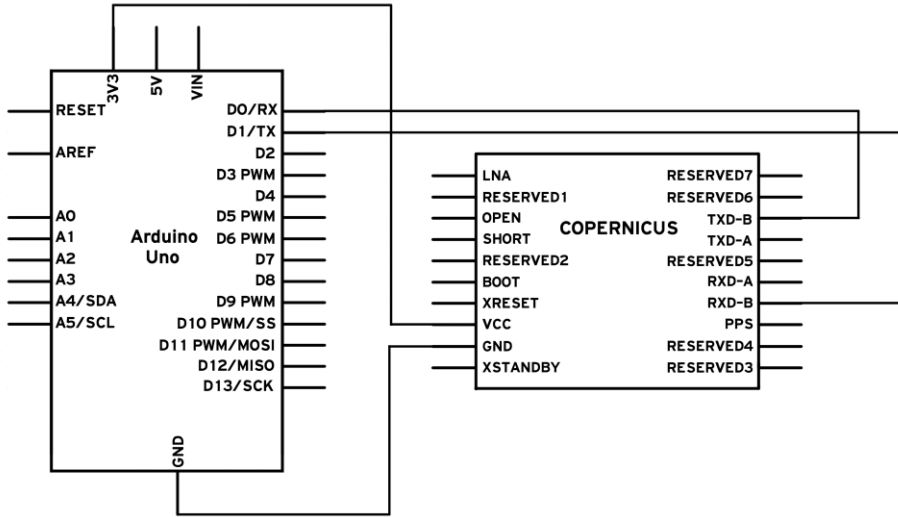 3V3
5V
VIN
RESET
AREF
A0
A1
A2
A3
A4/SDA
A5/SCL
Arduino
Uno
D0/RX
D1/TX
D2
D3 PWM
D4
D5 PWM
D6 PWM
D7
D8
D9 PWM
D10 PWM/SS
D11 PWM/MOSI
D12/MISO
D13/SCK
GND
LNA
RESERVED1
OPEN
SHORT
RESERVED2
BOOT
XRESET
VCC
GND
XSTANDBY
COPERNICUS
RESERVED7
RESERVED6
TXD-B
TXD-A
RESERVED5
RXD-A
RXD-B
PPS
RESERVED4
RESERVED3